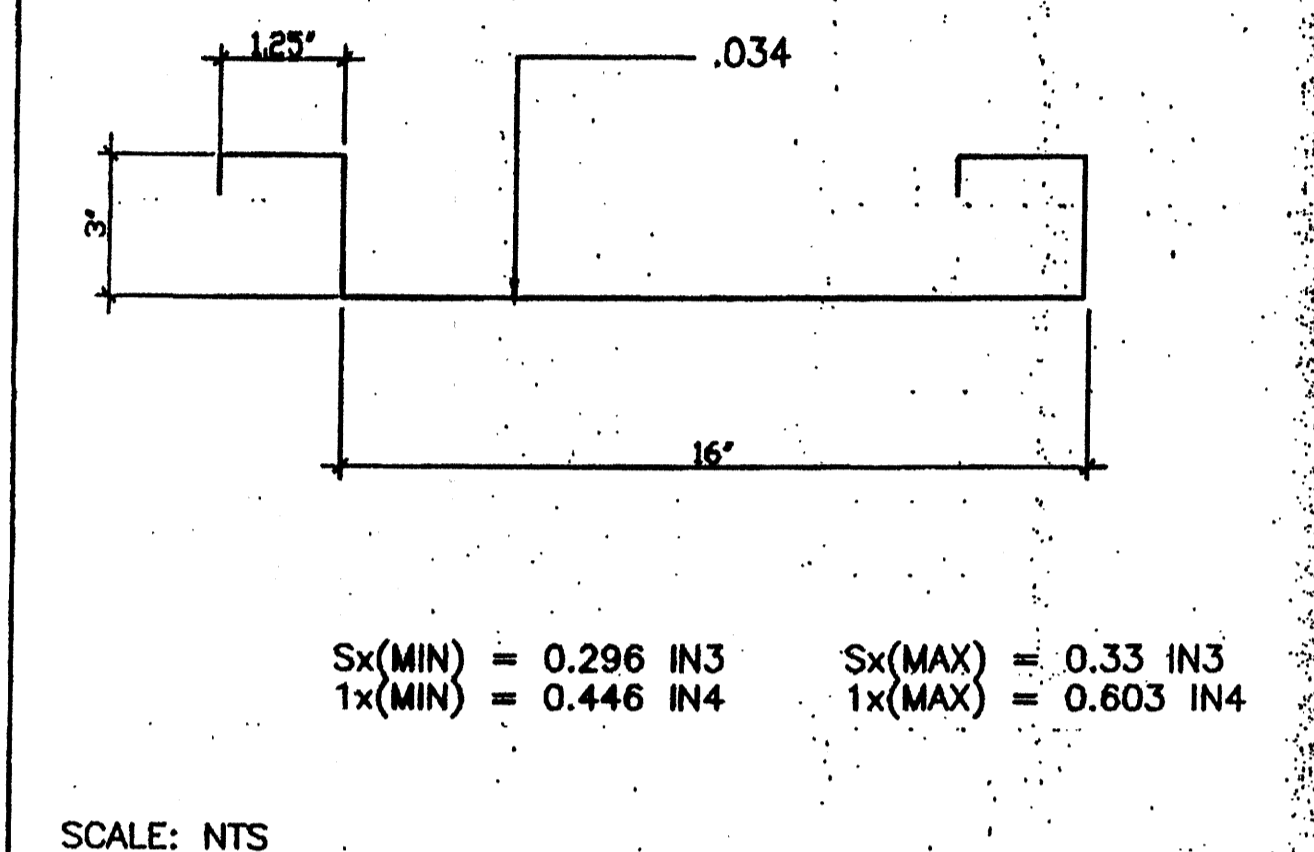 1.25"
.034
3"
16"
Sx(MIN) = 0.296 IN3
Sx(MAX) = 0.33 IN3
1x(MIN) = 0.446 IN4
1x(MAX) = 0.603 IN4
SCALE: NTS